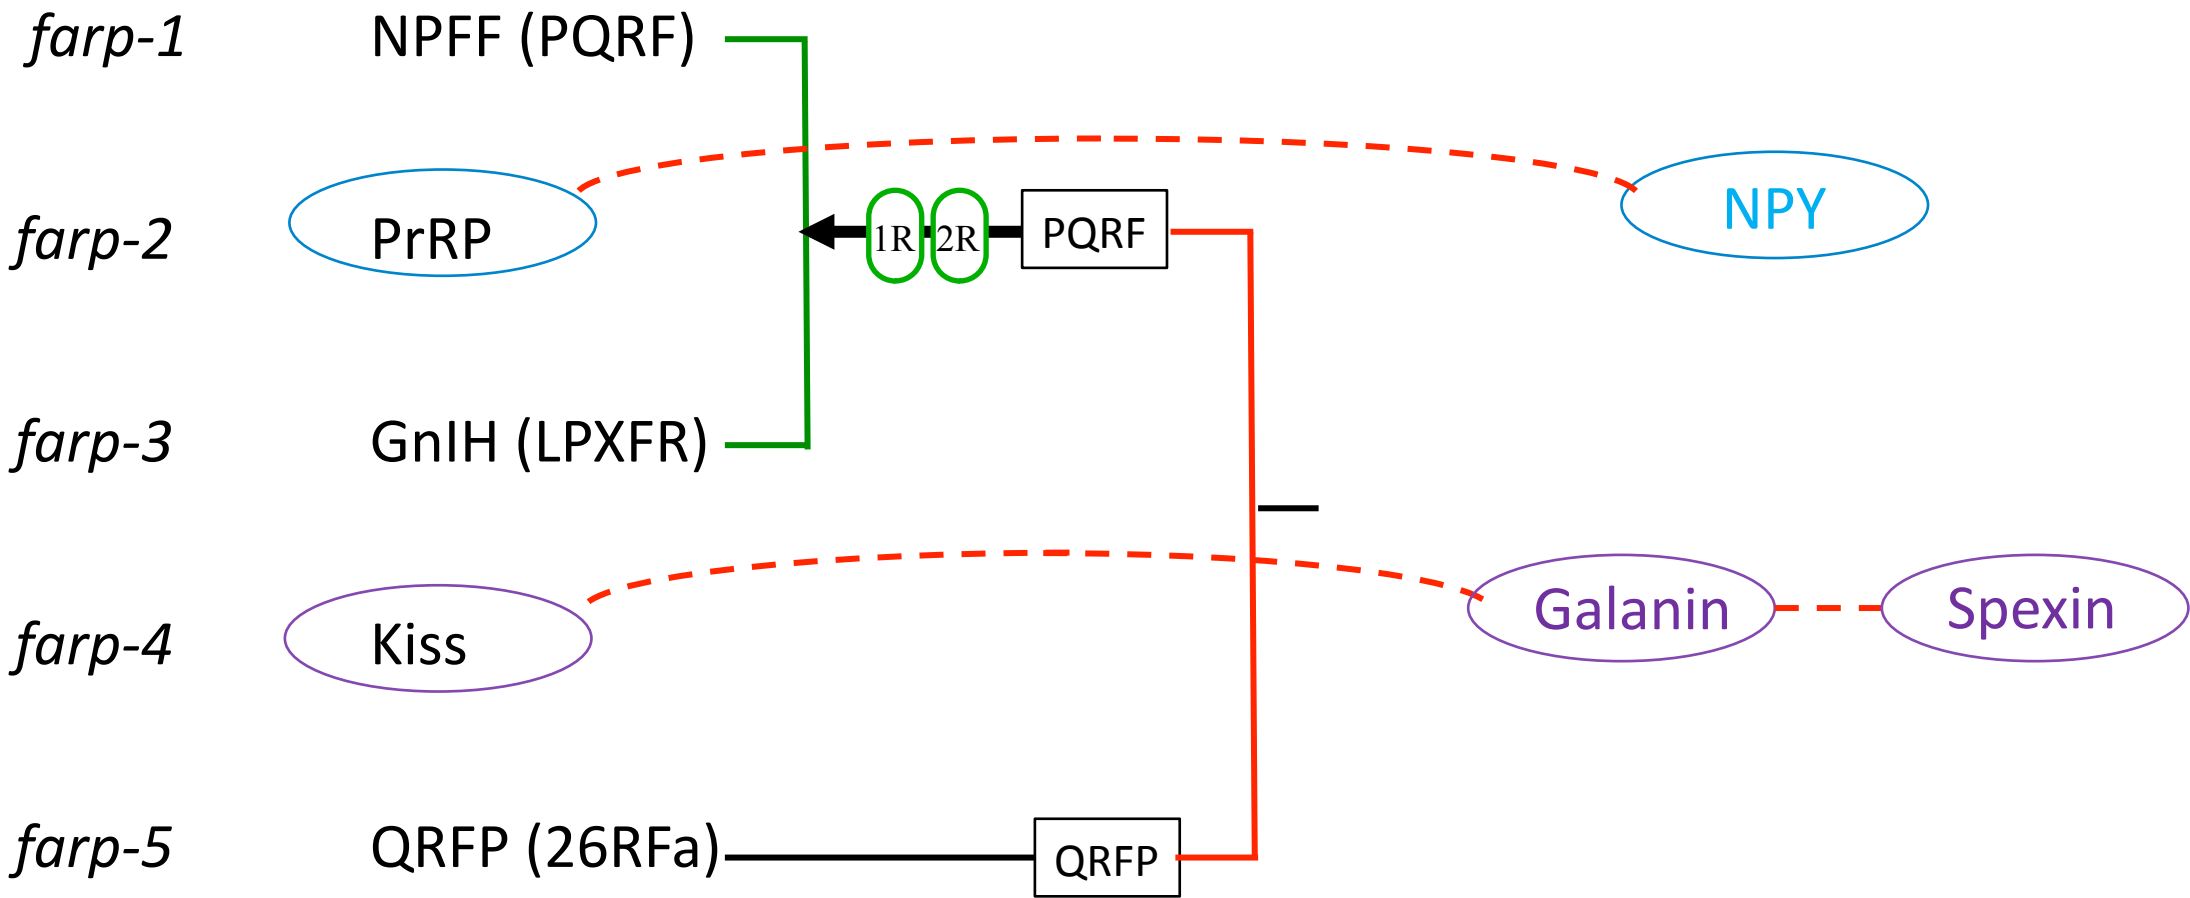 farp-1 NPFF (PQRF)
farp-2 PrRP 1R 2R PQRF NPY
farp-3 GnIH (LPXFR)
farp-4 Kiss Galanin Spexin
farp-5 QRFP (26RFa) QRFP